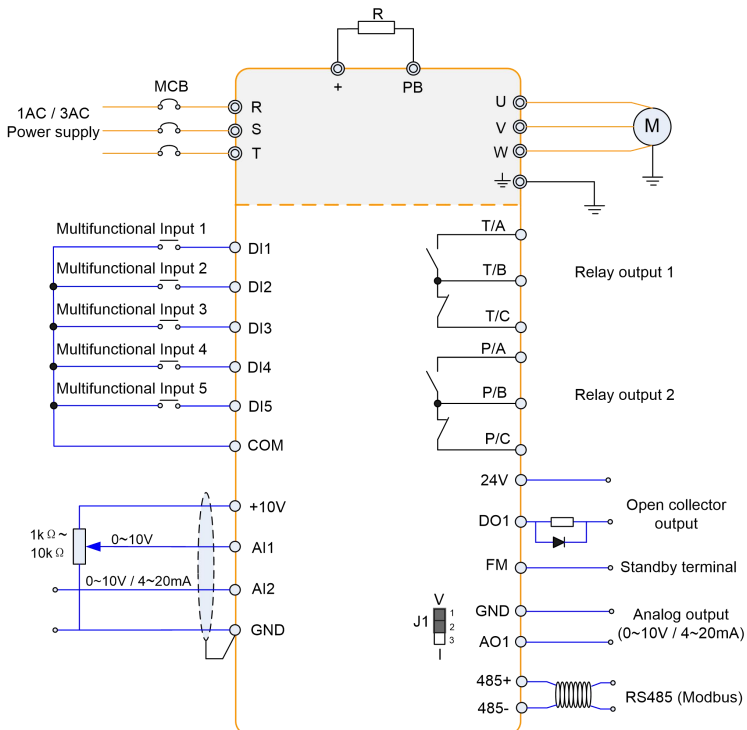 R
+
PB
MCB
1AC / 3AC
Power supply
R
S
T
U
V
W
M
Multifunctional Input 1
DI1
Multifunctional Input 2
DI2
Multifunctional Input 3
DI3
Multifunctional Input 4
DI4
Multifunctional Input 5
DI5
COM
T/A
T/B
Relay output 1
T/C
P/A
P/B
Relay output 2
P/C
24V
DO1
Open collector
output
FM
Standby terminal
+10V
1kΩ~
10kΩ
0~10V
AI1
0~10V / 4~20mA
AI2
GND
V
J1
1
2
3
I
GND
Analog output
(0~10V / 4~20mA)
AO1
485+
RS485 (Modbus)
485-